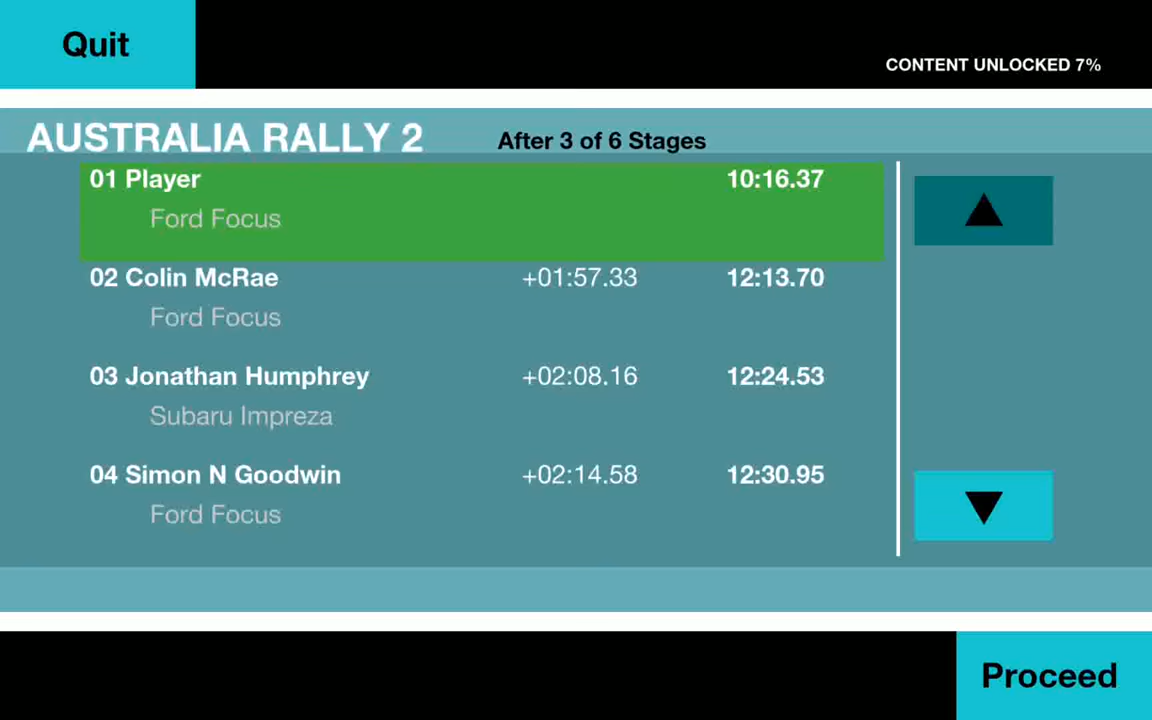 Quit
CONTENT UNLOCKED 7%
AUSTRALIA RALLY 2 After 3 of 6 Stages
01 Player 10:16.37
Ford Focus
02 Colin McRae +01:57.33 12:13.70
Ford Focus
03 Jonathan Humphrey +02:08.16 12:24.53
Subaru Impreza
04 Simon N Goodwin +02:14.58 12:30.95
Ford Focus
Proceed